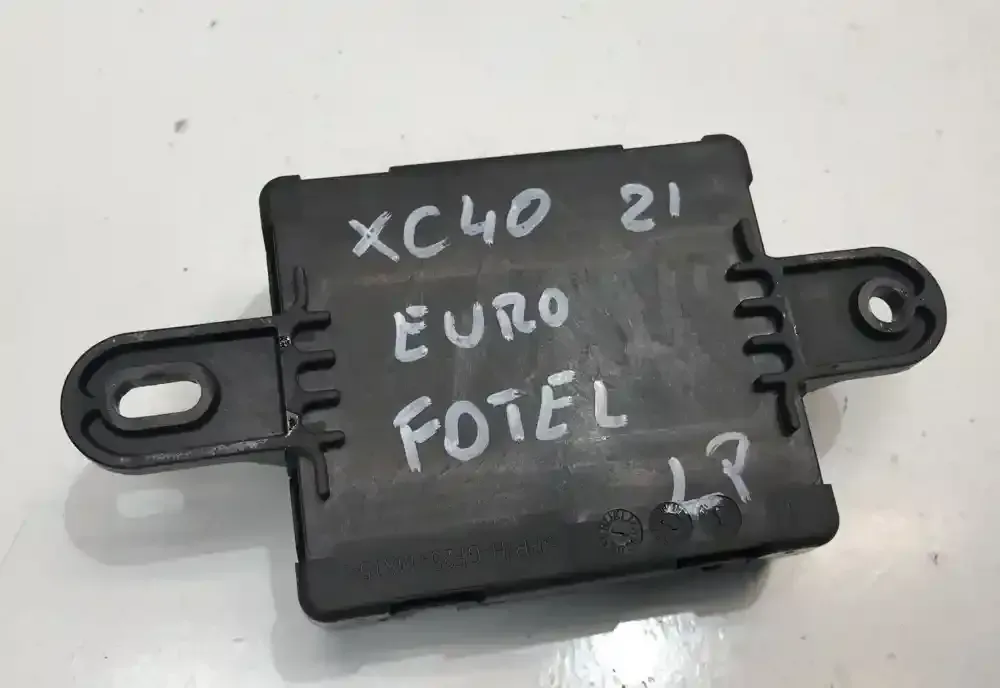 XC40 21
EURO
FOTEL
LP